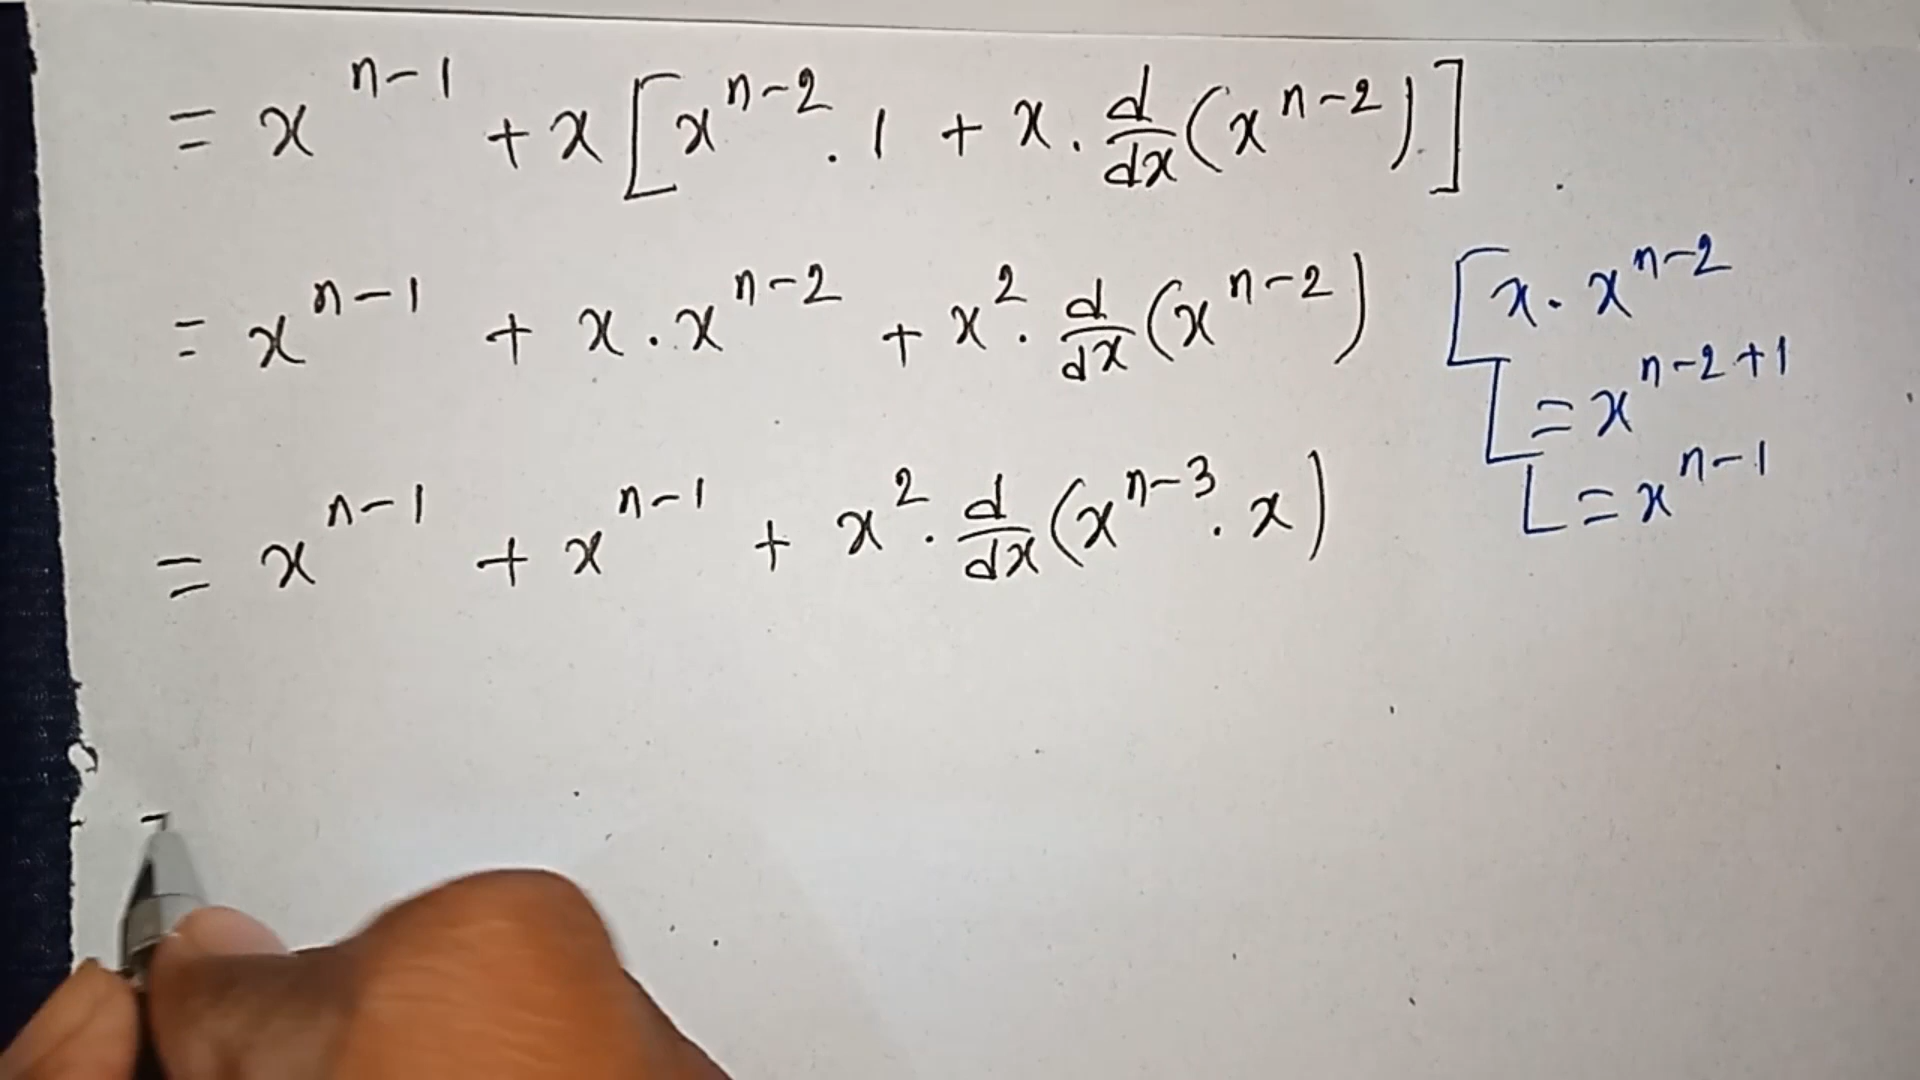 = x^{n-1} + x[x^{n-2} . 1 + x . d/dx (x^{n-2})]
= x^{n-1} + x . x^{n-2} + x^2 . d/dx (x^{n-2})
= x^{n-1} + x^{n-1} + x^2 . d/dx (x^{n-3} . x)
[x . x^{n-2}
[= x^{n-2+1}
[= x^{n-1}